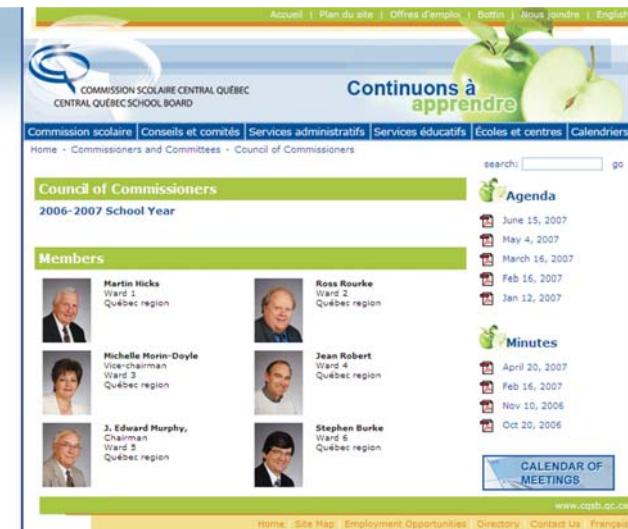 Accueil | Plan du site | Offres d'emploi | Bottin | Nous joindre | English
COMMISSION SCOLAIRE CENTRAL QUÉBEC
CENTRAL QUÉBEC SCHOOL BOARD
Continuons à
apprendre
Commission scolaire | Conseils et comités | Services administratifs | Services éducatifs | Écoles et centres | Calendriers
Home - Commissioners and Committees - Council of Commissioners
search: go
Council of Commissioners
2006-2007 School Year
Members
Martin Hicks
Ward 1
Québec region
Ross Rourke
Ward 2
Québec region
Michelle Morin-Doyle
Vice-chairman
Ward 3
Québec region
Jean Robert
Ward 4
Québec region
J. Edward Murphy,
Chairman
Ward 5
Québec region
Stephen Burke
Ward 6
Québec region
Agenda
June 15, 2007
May 4, 2007
March 16, 2007
Feb 16, 2007
Jan 12, 2007
Minutes
April 20, 2007
Feb 16, 2007
Nov 10, 2006
Oct 20, 2006
CALENDAR OF
MEETINGS
www.cqsb.qc.ca
Home Site Map Employment Opportunities Directory Contact Us Français